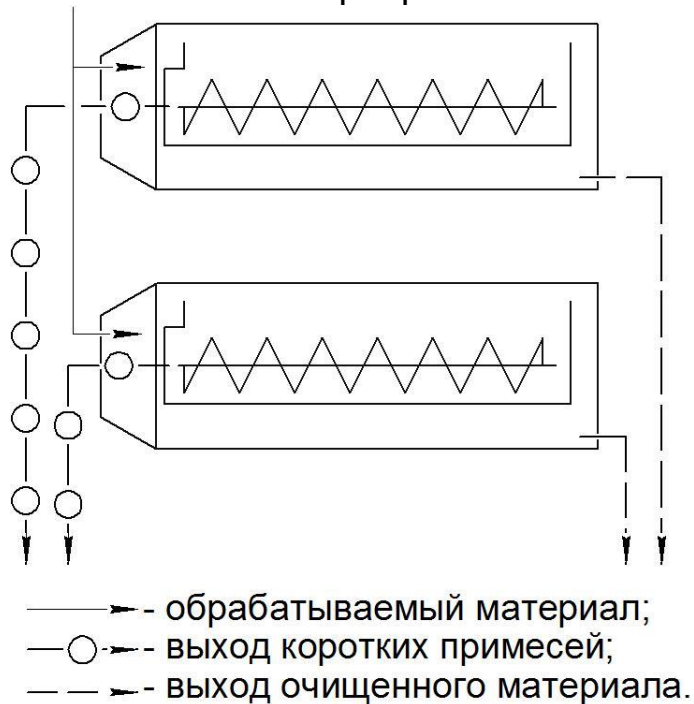 - обрабатываемый материал;
- выход коротких примесей;
- выход очищенного материала.